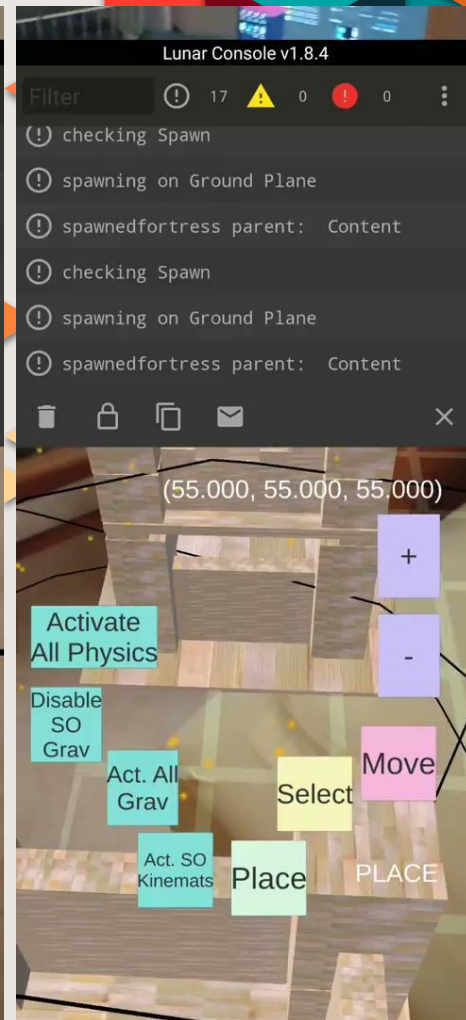 Lunar Console v1.8.4
Filter
17
0
0
checking Spawn
spawning on Ground Plane
spawnedfortress parent:  Content
checking Spawn
spawning on Ground Plane
spawnedfortress parent:  Content
(55.000, 55.000, 55.000)
+
-
Activate
All Physics
Disable
SO
Grav
Act. All
Grav
Act. SO
Kinemats
Place
Select
Move
PLACE